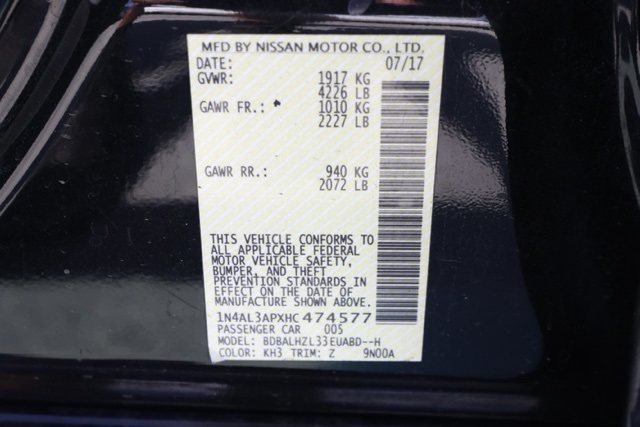 MFD BY NISSAN MOTOR CO., LTD.
DATE: 07/17
GVWR: 1917 KG
4226 LB
GAWR FR.: 1010 KG
2227 LB
GAWR RR.: 940 KG
2072 LB
THIS VEHICLE CONFORMS TO
ALL APPLICABLE FEDERAL
MOTOR VEHICLE SAFETY,
BUMPER, AND THEFT
PREVENTION STANDARDS IN
EFFECT ON THE DATE OF
MANUFACTURE SHOWN ABOVE.
1N4AL3APXHC474577
PASSENGER CAR 005
MODEL: BDBALHZL33EUABD--H
COLOR: KH3 TRIM: Z 9N00A